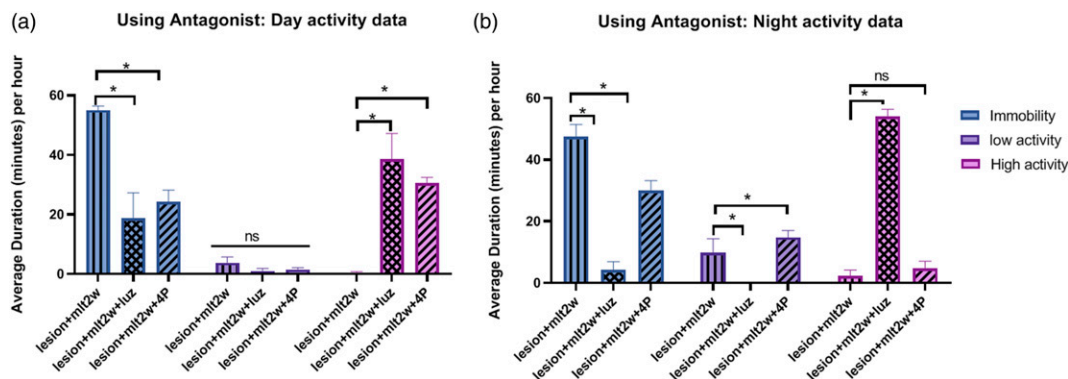 (a)
Using Antagonist: Day activity data
Average Duration (minutes) per hour
60
40
20
0
*
*
ns
*
*
lesion+mlt2w
lesion+mlt2w+luz
lesion+mlt2w+4P
lesion+mlt2w
lesion+mlt2w+luz
lesion+mlt2w+4P
lesion+mlt2w
lesion+mlt2w+luz
lesion+mlt2w+4P
(b)
Using Antagonist: Night activity data
Average Duration (minutes) per hour
60
40
20
0
*
*
*
*
ns
*
lesion+mlt2w
lesion+mlt2w+luz
lesion+mlt2w+4P
lesion+mlt2w
lesion+mlt2w+luz
lesion+mlt2w+4P
lesion+mlt2w
lesion+mlt2w+luz
lesion+mlt2w+4P
Immobility
low activity
High activity